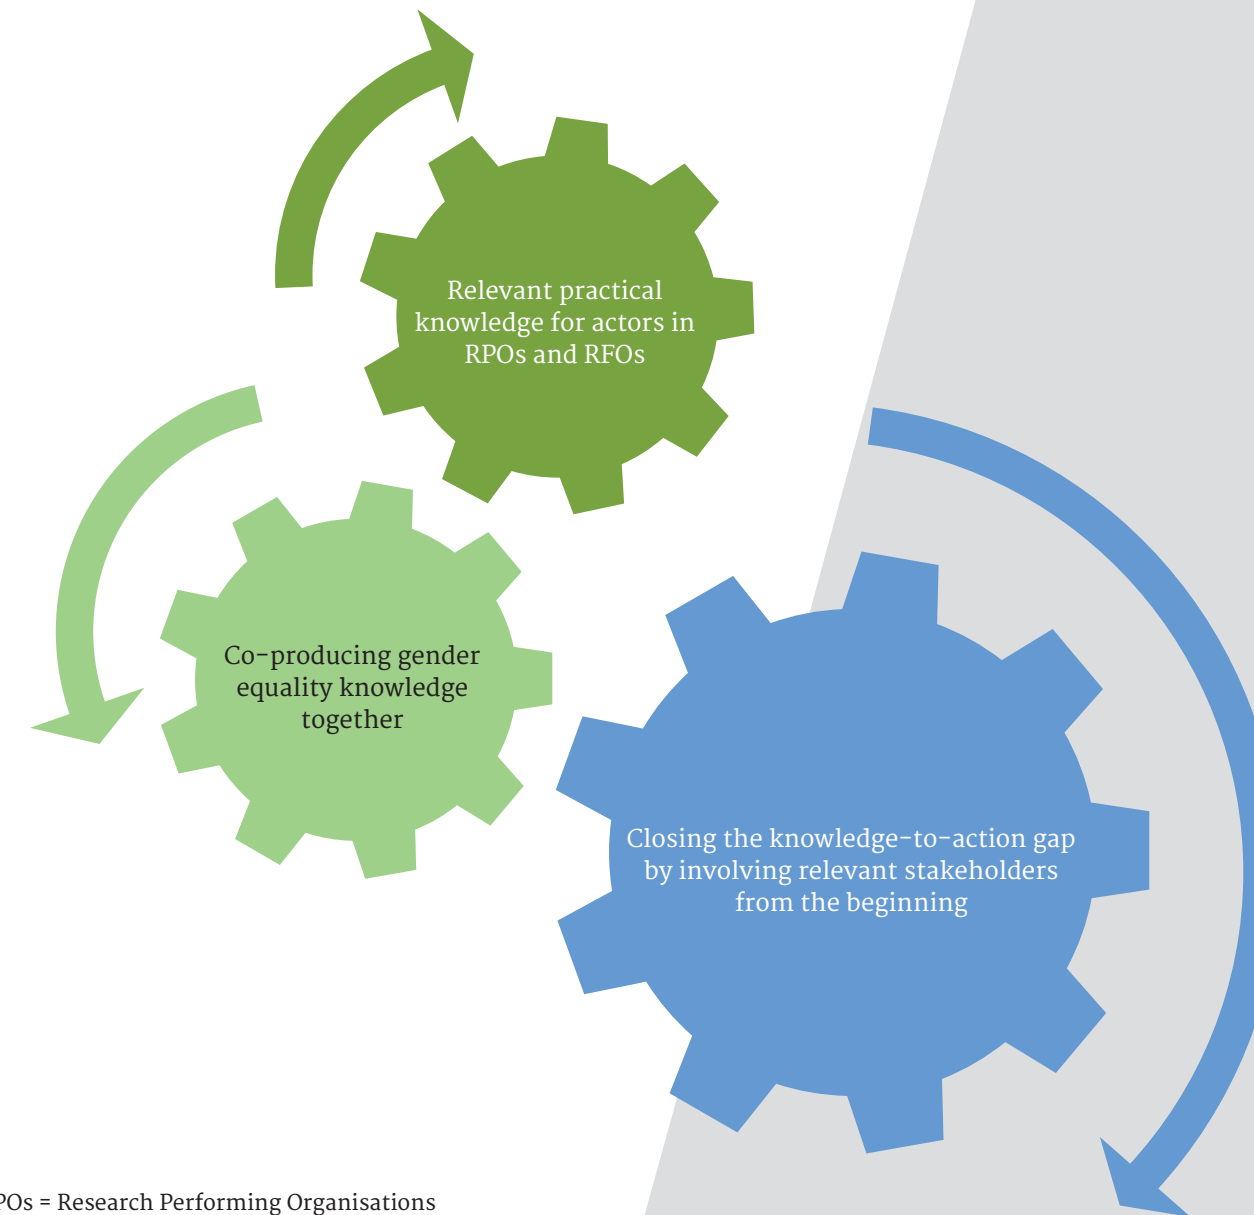 Relevant practical
knowledge for actors in
RPOs and RFOs
Co-producing gender
equality knowledge
together
Closing the knowledge-to-action gap
by involving relevant stakeholders
from the beginning
POs = Research Performing Organisations